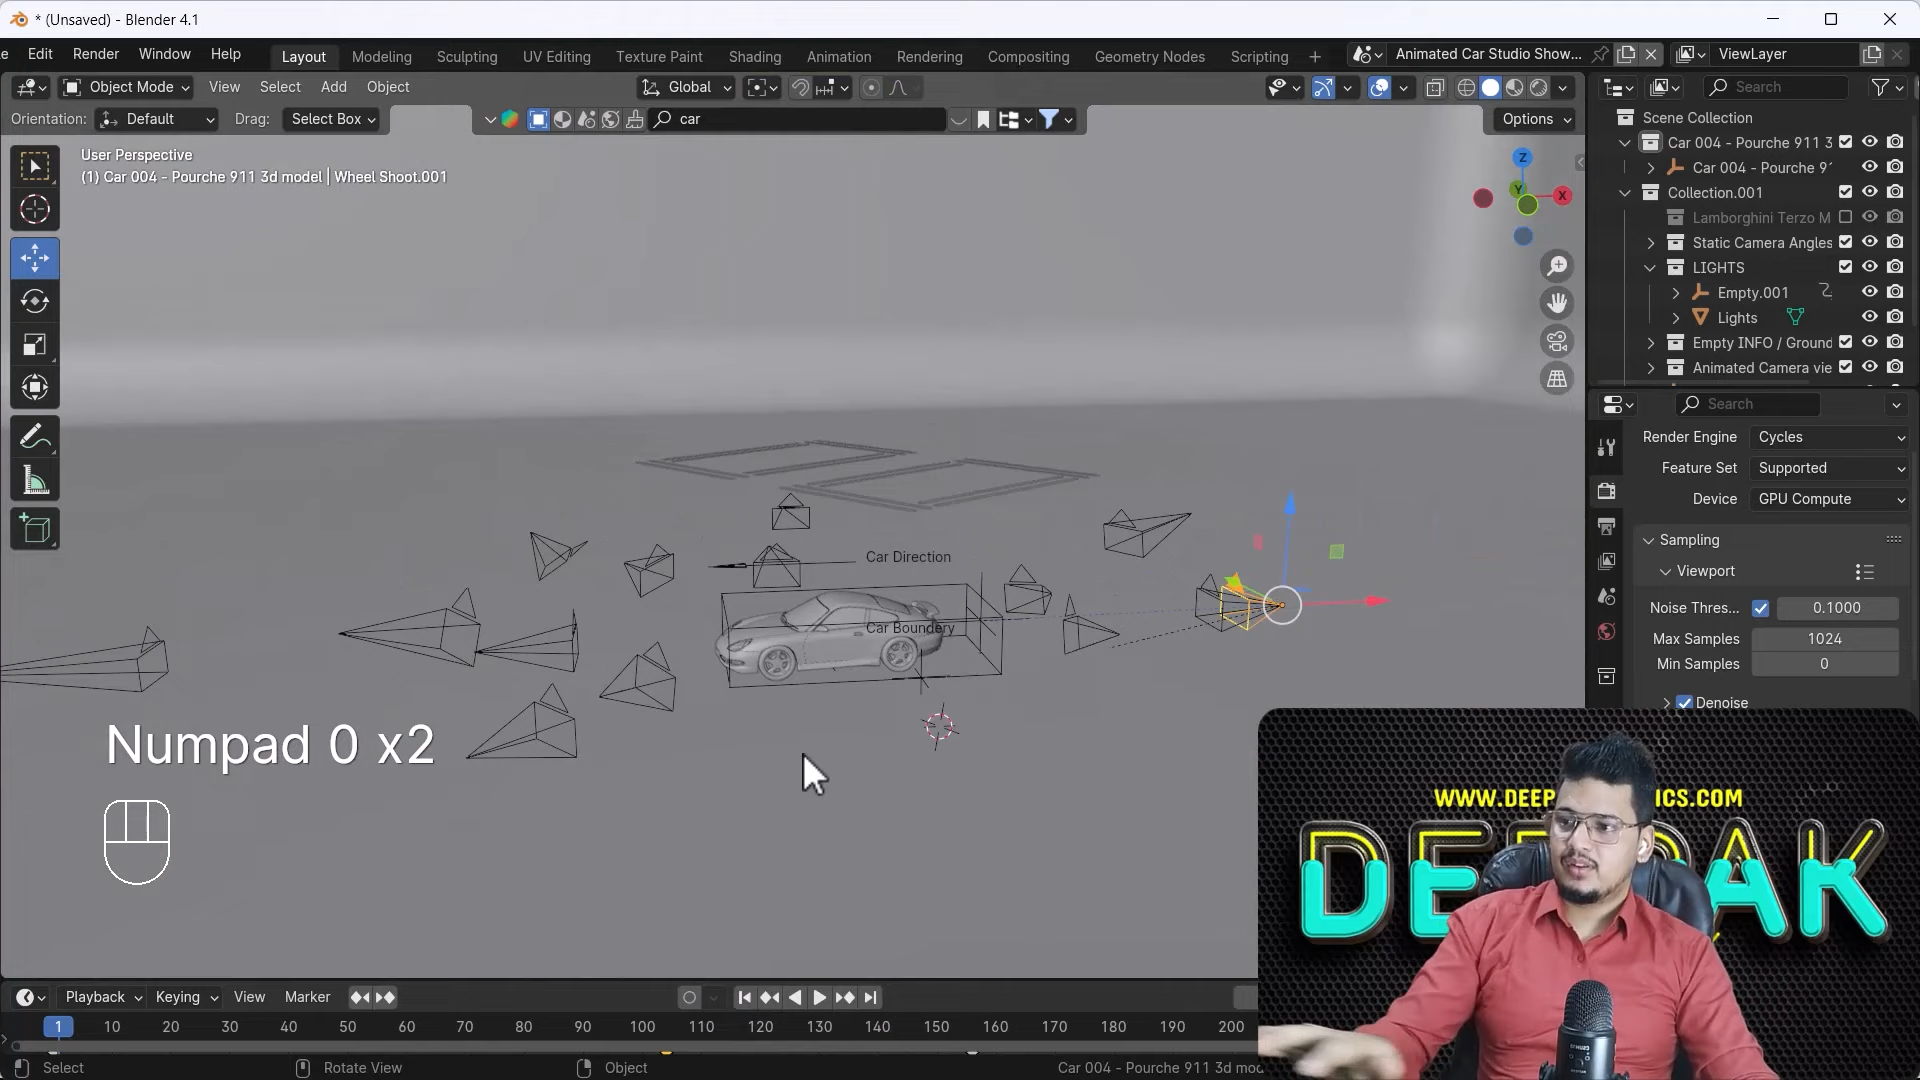 * (Unsaved) - Blender 4.1
e Edit Render Window Help Layout Modeling Sculpting UV Editing Texture Paint Shading Animation Rendering Compositing Geometry Nodes Scripting + Animated Car Studio Show... ViewLayer
Object Mode View Select Add Object Global Search
Orientation: Default Drag: Select Box car Options
Scene Collection
Car 004 - Pourche 911 3
Car 004 - Pourche 9
Collection.001
Lamborghini Terzo M
Static Camera Angles
LIGHTS
Empty.001
Lights
Empty INFO / Ground
Animated Camera vie
User Perspective
(1) Car 004 - Pourche 911 3d model | Wheel Shoot.001
Z
Y
X
Car Direction
Car Boundery
Search
Render Engine Cycles
Feature Set Supported
Device GPU Compute
Sampling
Viewport
Noise Thres... 0.1000
Max Samples 1024
Min Samples 0
Denoise
Numpad 0 x2
Playback Keying View Marker
1 10 20 30 40 50 60 70 80 90 100 110 120 130 140 150 160 170 180 190 200
Select Rotate View Object Car 004 - Pourche 911 3d mod